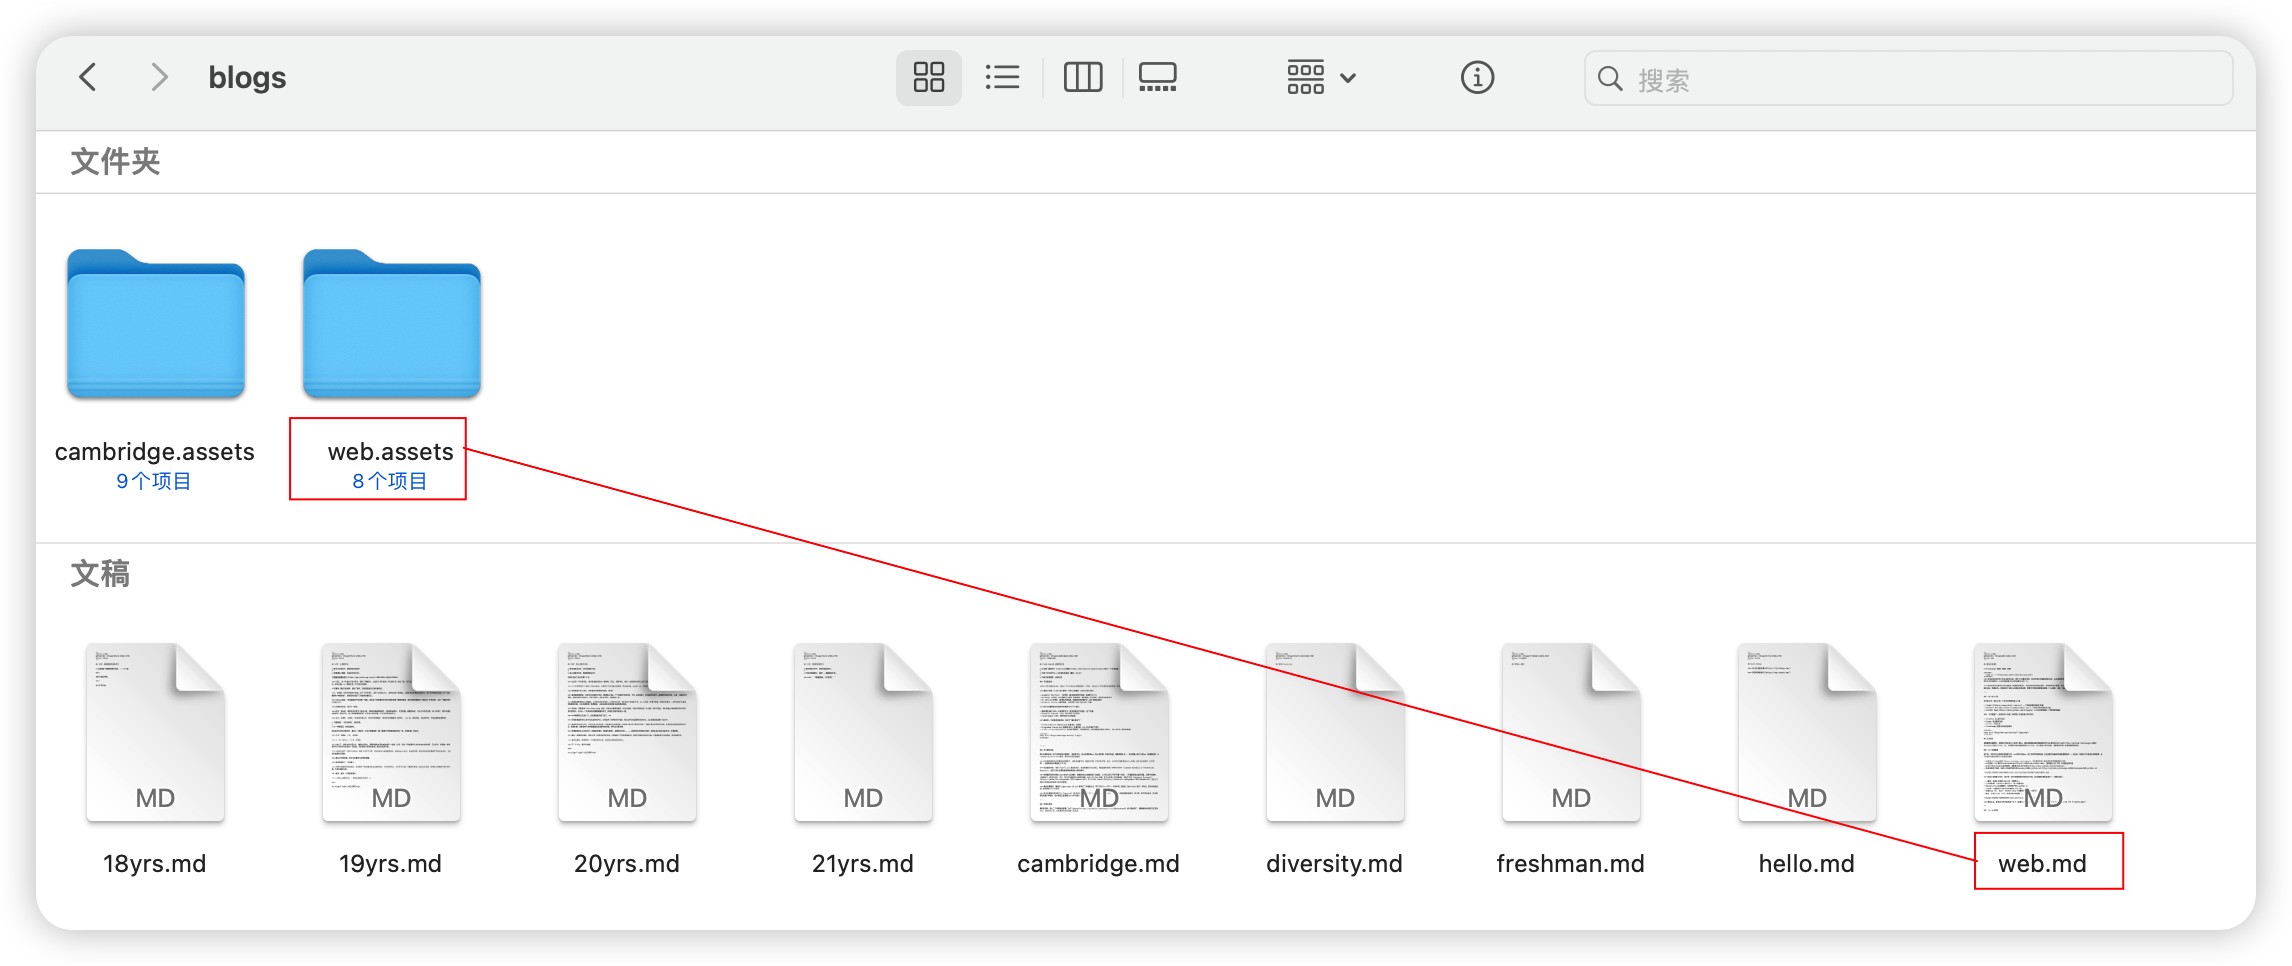 blogs
搜索
文件夹
cambridge.assets
9个项目
web.assets
8个项目
文稿
MD
MD
MD
MD
MD
MD
MD
MD
MD
18yrs.md
19yrs.md
20yrs.md
21yrs.md
cambridge.md
diversity.md
freshman.md
hello.md
web.md